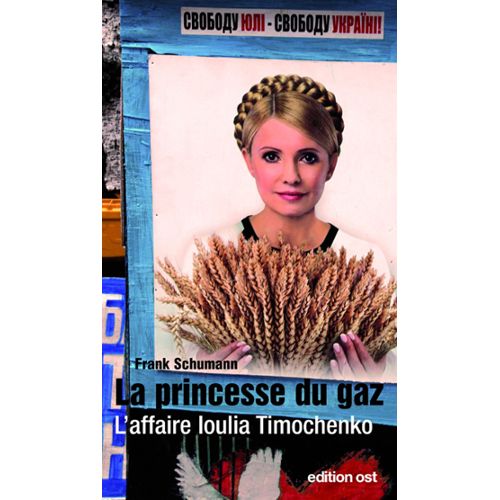 СВОБОДУ ЮЛІ - СВОБОДУ УКРАЇНІ!
Frank Schumann
La princesse du gaz
L'affaire Ioulia Timochenko
edition ost